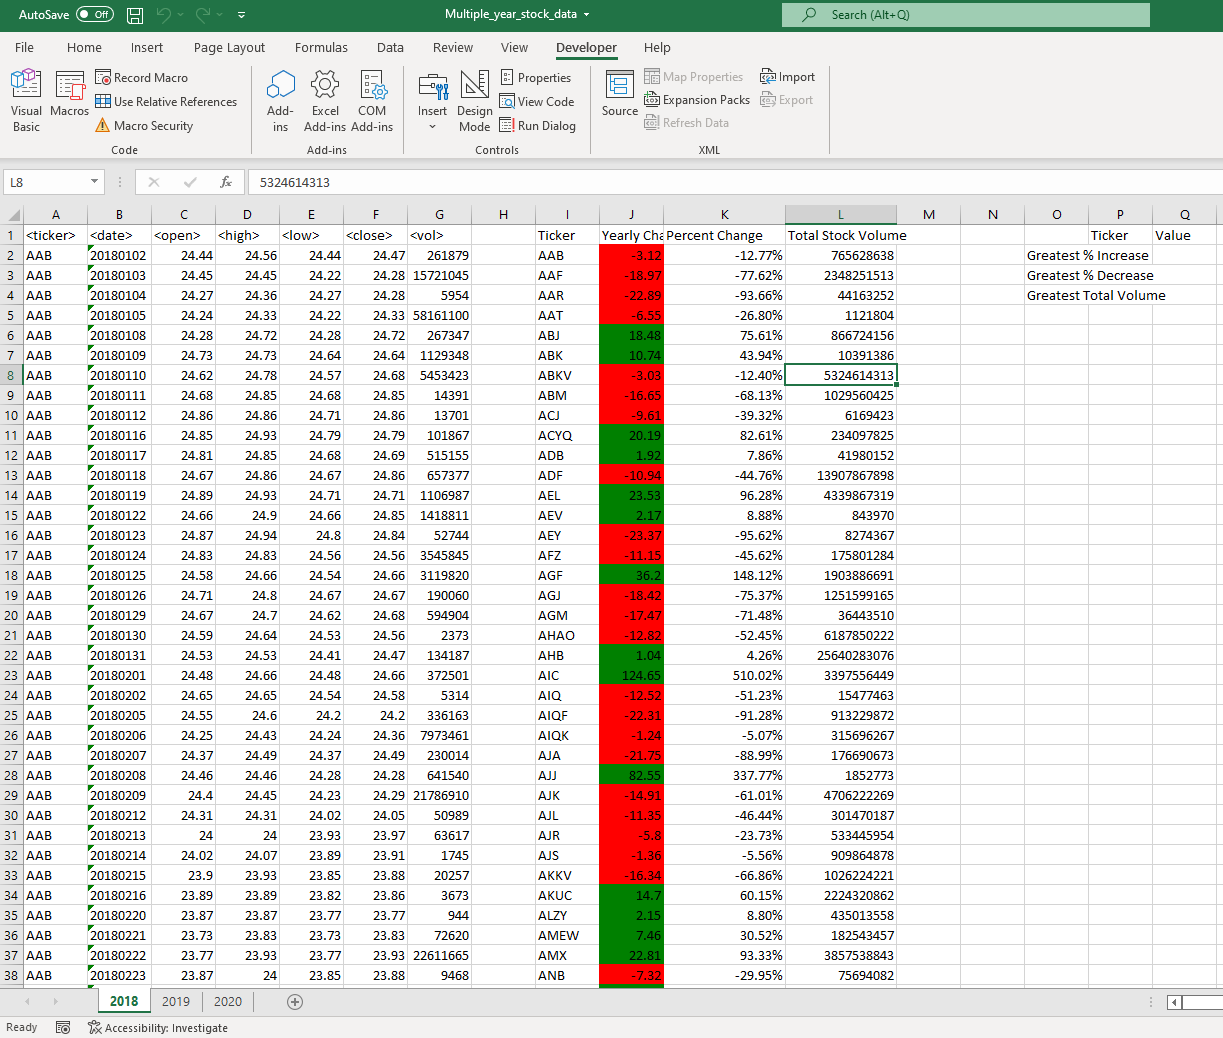 AutoSave Off Multiple_year_stock_data Search (Alt+Q)
File Home Insert Page Layout Formulas Data Review View Developer Help
Visual Basic Macros Record Macro Use Relative References Macro Security Add-ins Excel Add-ins COM Add-ins Insert Design Mode Properties View Code Run Dialog Source Map Properties Expansion Packs Refresh Data Import Export
Code Add-ins Controls XML
L8 fx 5324614313
A B C D E F G H I J K L M N O P Q
1 <ticker> <date> <open> <high> <low> <close> <vol> Ticker Yearly Cha Percent Change Total Stock Volume Ticker Value
2 AAB 20180102 24.44 24.56 24.44 24.47 261879 AAB -3.12 -12.77% 765628638 Greatest % Increase
3 AAB 20180103 24.45 24.45 24.22 24.28 15721045 AAF -18.97 -77.62% 2348251513 Greatest % Decrease
4 AAB 20180104 24.27 24.36 24.27 24.28 5954 AAR -22.89 -93.66% 44163252 Greatest Total Volume
5 AAB 20180105 24.24 24.33 24.22 24.33 58161100 AAT -6.55 -26.80% 1121804
6 AAB 20180108 24.28 24.72 24.28 24.72 267347 ABJ 18.48 75.61% 866724156
7 AAB 20180109 24.73 24.73 24.64 24.64 1129348 ABK 10.74 43.94% 10391386
8 AAB 20180110 24.62 24.78 24.57 24.68 5453423 ABKV -3.03 -12.40% 5324614313
9 AAB 20180111 24.68 24.85 24.68 24.85 14391 ABM -16.65 -68.13% 1029560425
10 AAB 20180112 24.86 24.86 24.71 24.86 13701 ACJ -9.61 -39.32% 6169423
11 AAB 20180116 24.85 24.93 24.79 24.79 101867 ACYQ 20.19 82.61% 234097825
12 AAB 20180117 24.81 24.85 24.68 24.69 515155 ADB 1.92 7.86% 41980152
13 AAB 20180118 24.67 24.86 24.67 24.86 657377 ADF -10.94 -44.76% 13907867898
14 AAB 20180119 24.89 24.93 24.71 24.71 1106987 AEL 23.53 96.28% 4339867319
15 AAB 20180122 24.66 24.9 24.66 24.85 1418811 AEV 2.17 8.88% 843970
16 AAB 20180123 24.87 24.94 24.8 24.84 52744 AEY -23.37 -95.62% 8274367
17 AAB 20180124 24.83 24.83 24.56 24.56 3545845 AFZ -11.15 -45.62% 175801284
18 AAB 20180125 24.58 24.66 24.54 24.66 3119820 AGF 36.2 148.12% 1903886691
19 AAB 20180126 24.71 24.8 24.67 24.67 190060 AGJ -18.42 -75.37% 1251599165
20 AAB 20180129 24.67 24.7 24.62 24.68 594904 AGM -17.47 -71.48% 36443510
21 AAB 20180130 24.59 24.64 24.53 24.56 2373 AHAO -12.82 -52.45% 6187850222
22 AAB 20180131 24.53 24.53 24.41 24.47 134187 AHB 1.04 4.26% 25640283076
23 AAB 20180201 24.48 24.66 24.48 24.66 372501 AIC 124.65 510.02% 3397556449
24 AAB 20180202 24.65 24.65 24.54 24.58 5314 AIQ -12.52 -51.23% 15477463
25 AAB 20180205 24.55 24.6 24.2 24.2 336163 AIQF -22.31 -91.28% 913229872
26 AAB 20180206 24.25 24.43 24.24 24.36 7973461 AIQK -1.24 -5.07% 315696267
27 AAB 20180207 24.37 24.49 24.37 24.49 230014 AJA -21.75 -88.99% 176690673
28 AAB 20180208 24.46 24.46 24.28 24.28 641540 AJJ 82.55 337.77% 1852773
29 AAB 20180209 24.4 24.45 24.23 24.29 21786910 AJK -14.91 -61.01% 4706222269
30 AAB 20180212 24.31 24.31 24.02 24.05 50989 AJL -11.35 -46.44% 301470187
31 AAB 20180213 24 24 23.93 23.97 63617 AJR -5.8 -23.73% 533445954
32 AAB 20180214 24.02 24.07 23.89 23.91 1745 AJS -1.36 -5.56% 909864878
33 AAB 20180215 23.9 23.93 23.85 23.88 20257 AKKV -16.34 -66.86% 1026224221
34 AAB 20180216 23.89 23.89 23.82 23.86 3673 AKUC 14.7 60.15% 2224320862
35 AAB 20180220 23.87 23.87 23.77 23.77 944 ALZY 2.15 8.80% 435013558
36 AAB 20180221 23.73 23.83 23.73 23.83 72620 AMEW 7.46 30.52% 182543457
37 AAB 20180222 23.77 23.93 23.77 23.93 22611665 AMX 22.81 93.33% 3857538843
38 AAB 20180223 23.87 24 23.85 23.88 9468 ANB -7.32 -29.95% 75694082
2018 2019 2020
Ready Accessibility: Investigate